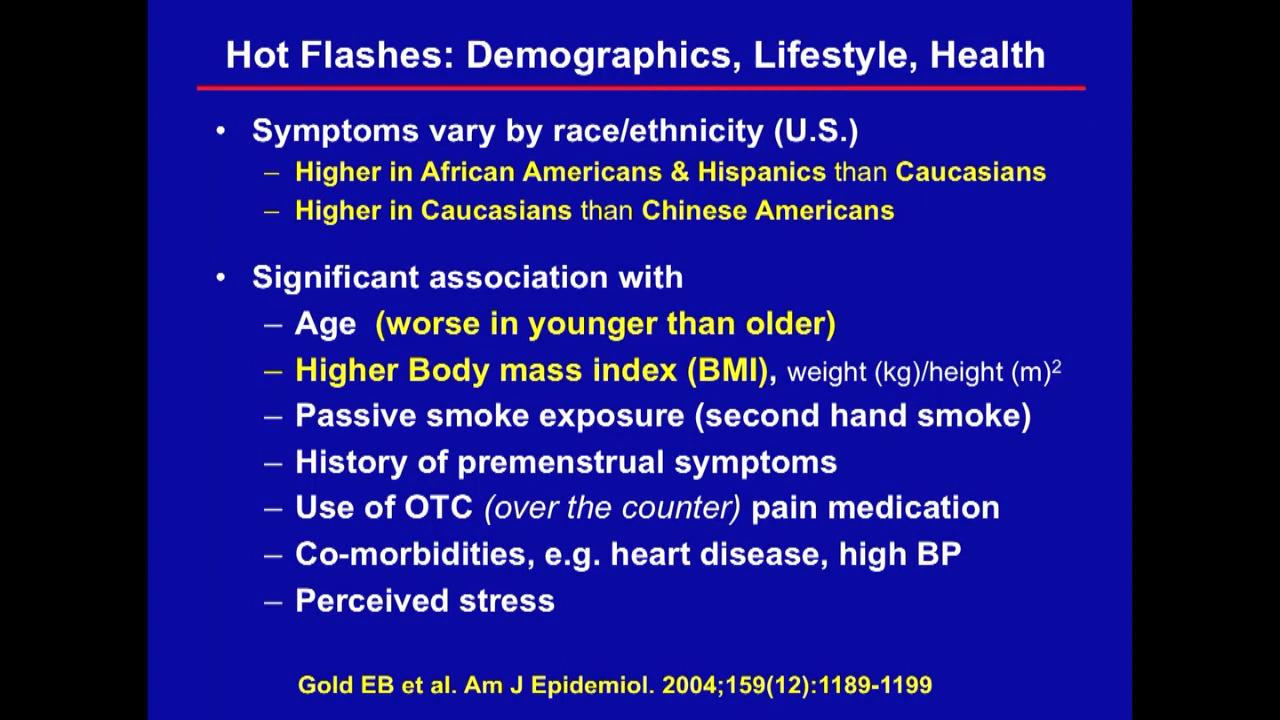 Hot Flashes: Demographics, Lifestyle, Health
• Symptoms vary by race/ethnicity (U.S.)
– Higher in African Americans & Hispanics than Caucasians
– Higher in Caucasians than Chinese Americans
• Significant association with
– Age (worse in younger than older)
– Higher Body mass index (BMI), weight (kg)/height (m)²
– Passive smoke exposure (second hand smoke)
– History of premenstrual symptoms
– Use of OTC (over the counter) pain medication
– Co-morbidities, e.g. heart disease, high BP
– Perceived stress
Gold EB et al. Am J Epidemiol. 2004;159(12):1189-1199